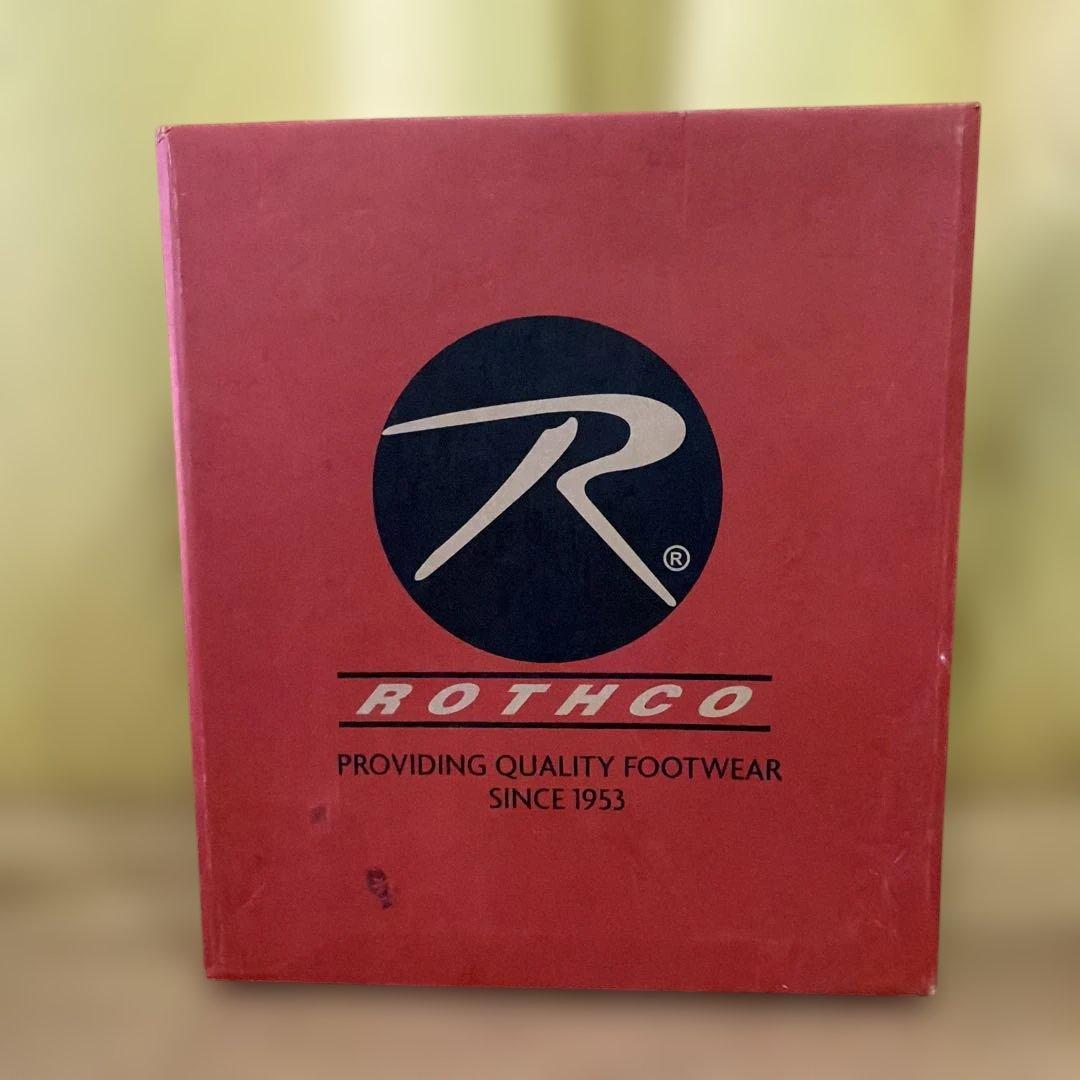 R
®
ROTHCO
PROVIDING QUALITY FOOTWEAR
SINCE 1953